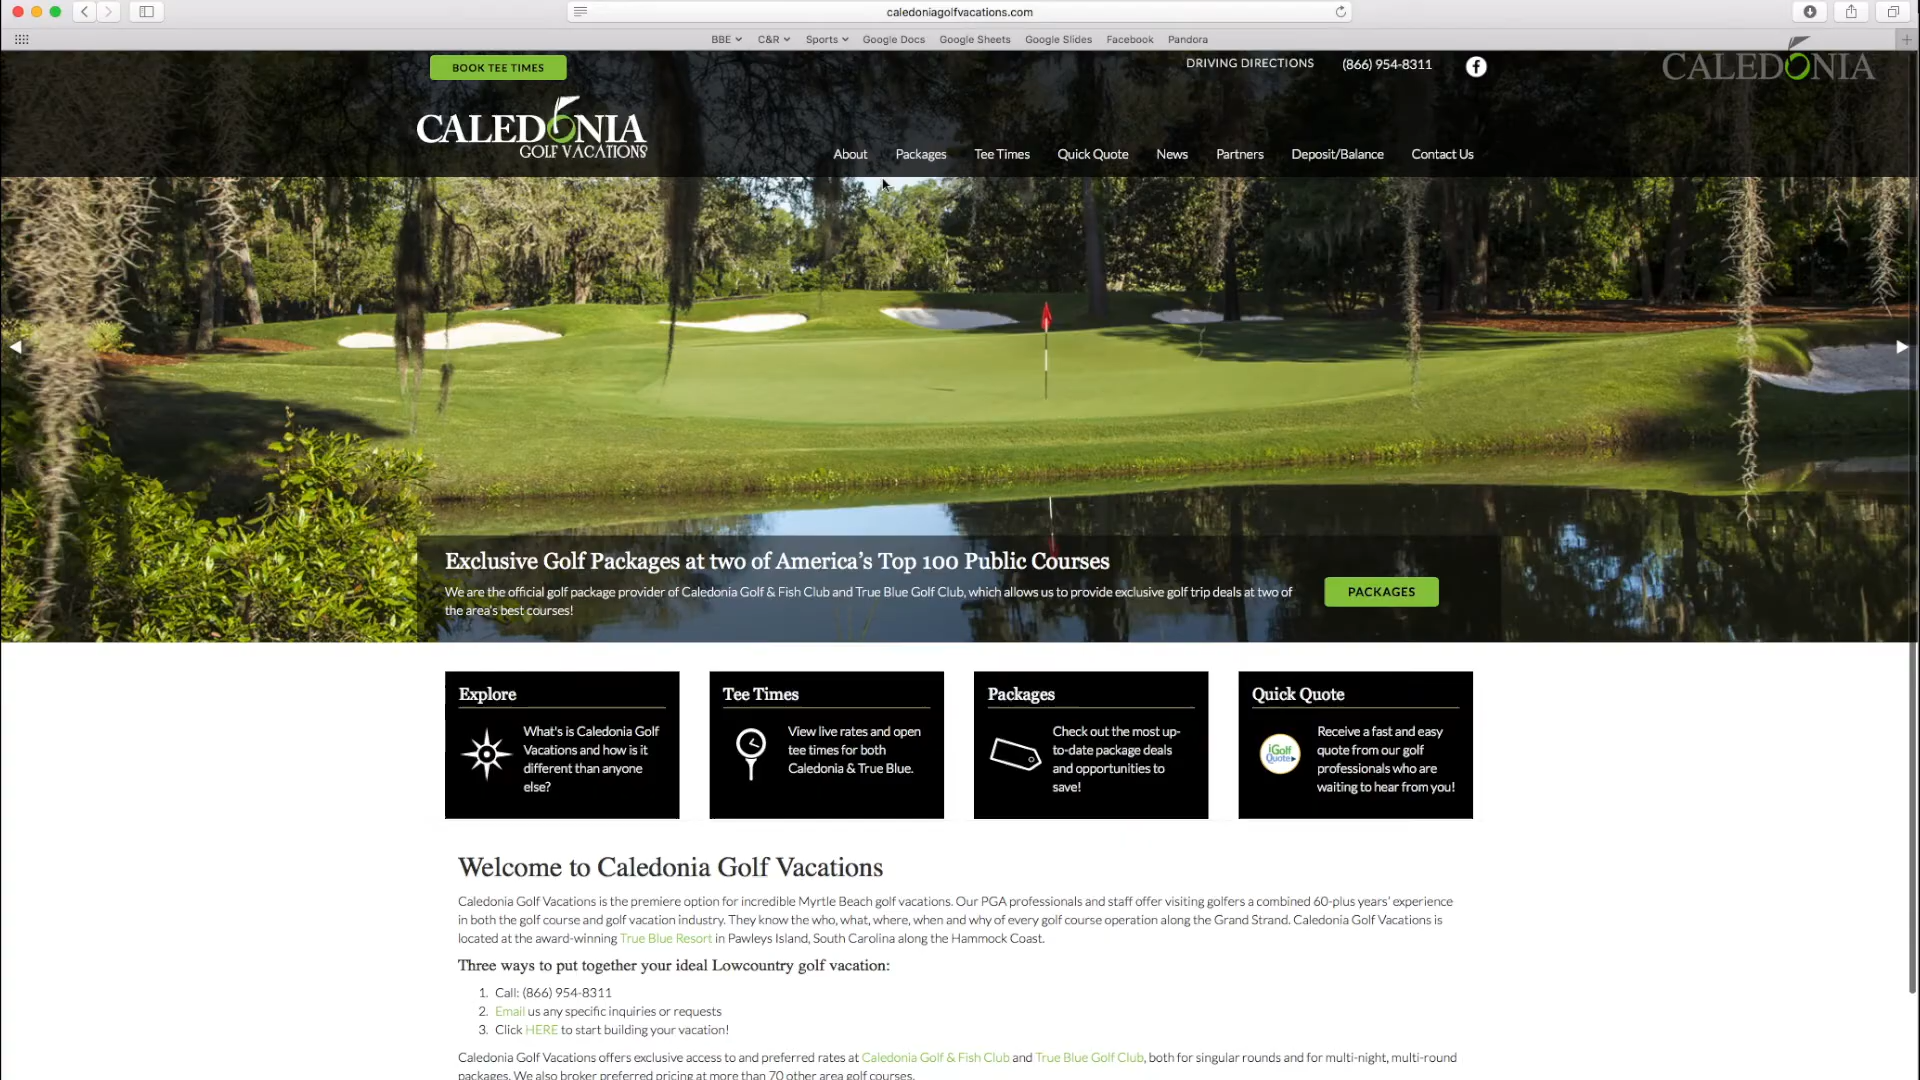 caledoniagolfvacations.com
BBE C&R Sports Google Docs Google Sheets Google Slides Facebook Pandora
BOOK TEE TIMES
DRIVING DIRECTIONS (866) 954-8311
CALEDONIA
CALEDONIA
GOLF VACATIONS
About Packages Tee Times Quick Quote News Partners Deposit/Balance Contact Us
Exclusive Golf Packages at two of America's Top 100 Public Courses
We are the official golf package provider of Caledonia Golf & Fish Club and True Blue Golf Club, which allows us to provide exclusive golf trip deals at two of
the area's best courses!
PACKAGES
Explore
What's is Caledonia Golf
Vacations and how is it
different than anyone
else?
Tee Times
View live rates and open
tee times for both
Caledonia & True Blue.
Packages
Check out the most up-
to-date package deals
and opportunities to
save!
Quick Quote
iGolf
Quote
Receive a fast and easy
quote from our golf
professionals who are
waiting to hear from you!
Welcome to Caledonia Golf Vacations
Caledonia Golf Vacations is the premiere option for incredible Myrtle Beach golf vacations. Our PGA professionals and staff offer visiting golfers a combined 60-plus years' experience
in both the golf course and golf vacation industry. They know the who, what, where, when and why of every golf course operation along the Grand Strand. Caledonia Golf Vacations is
located at the award-winning True Blue Resort in Pawleys Island, South Carolina along the Hammock Coast.
Three ways to put together your ideal Lowcountry golf vacation:
1. Call: (866) 954-8311
2. Email us any specific inquiries or requests
3. Click HERE to start building your vacation!
Caledonia Golf Vacations offers exclusive access to and preferred rates at Caledonia Golf & Fish Club and True Blue Golf Club, both for singular rounds and for multi-night, multi-round
packages. We also broker preferred pricing at more than 70 other area golf courses.